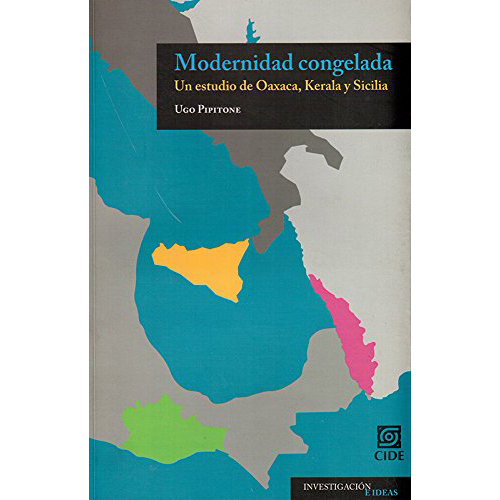 Modernidad congelada
Un estudio de Oaxaca, Kerala y Sicilia
Ugo Pipitone
CIDE
INVESTIGACIÓN
E IDEAS